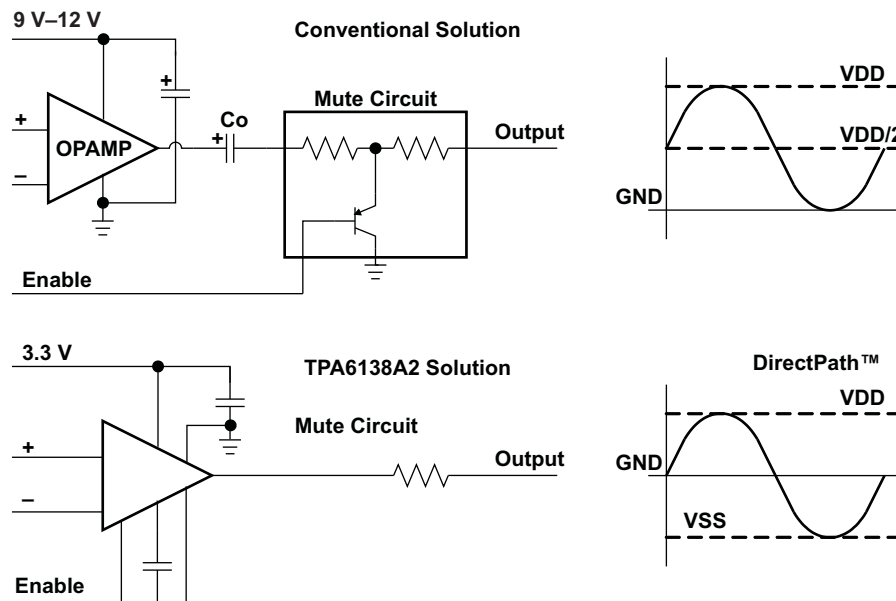 9 V–12 V
Conventional Solution
+
Co
+
Mute Circuit
+
OPAMP
–
Output
Enable
VDD
VDD/2
GND
3.3 V
TPA6138A2 Solution
Mute Circuit
+
–
Output
Enable
DirectPath™
VDD
GND
VSS